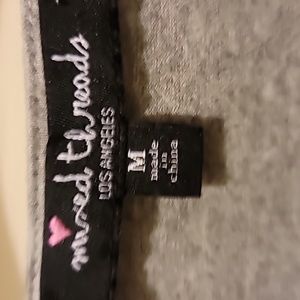 mixed threads
LOS ANGELES
M
made
in
china